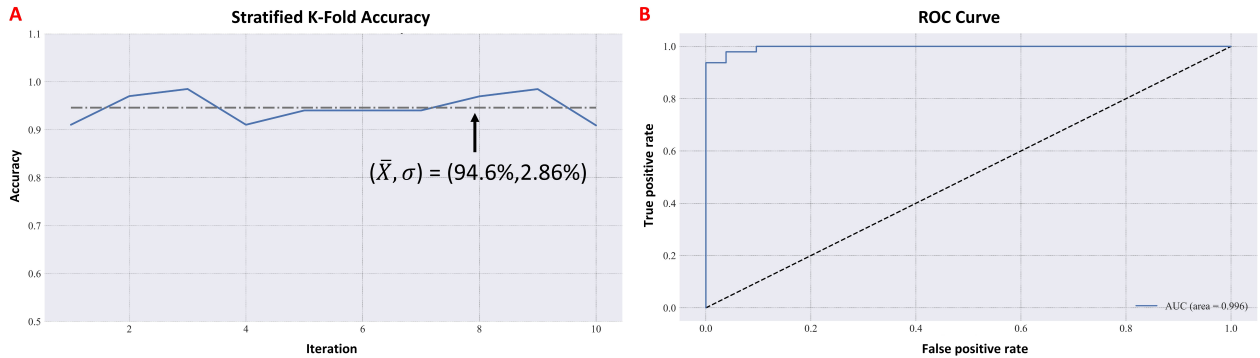 A
Stratified K-Fold Accuracy
1.1
1.0
0.9
0.8
0.7
0.6
0.5
Accuracy
(X̄, σ) = (94.6%,2.86%)
2
4
6
8
10
Iteration
B
ROC Curve
1.0
0.8
0.6
0.4
0.2
0.0
True positive rate
AUC (area = 0.996)
0.0
0.2
0.4
0.6
0.8
1.0
False positive rate